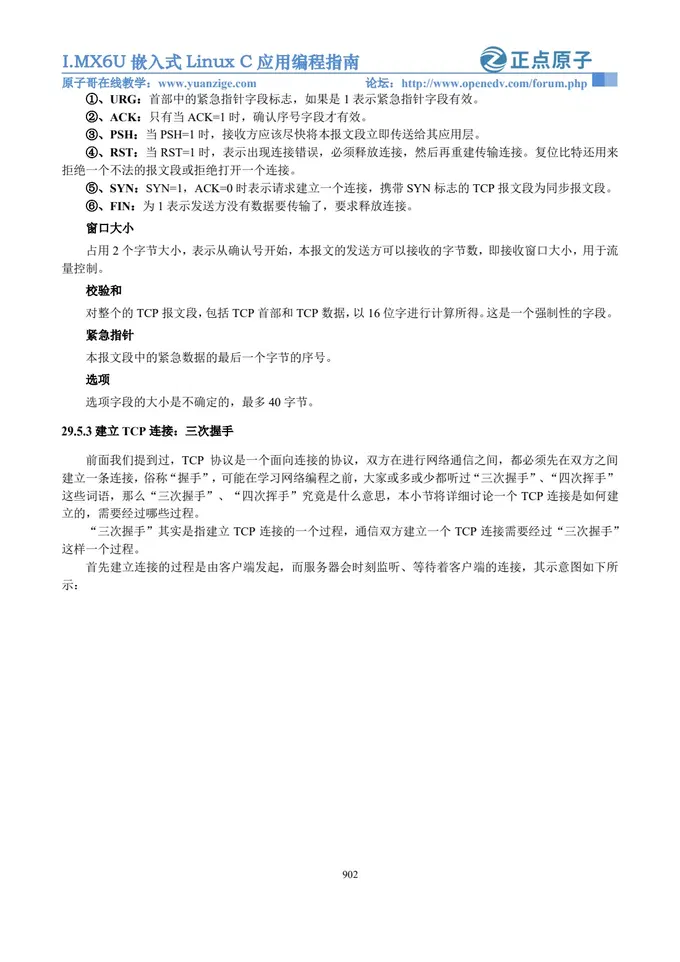 I.MX6U 嵌入式 Linux C 应用编程指南
正点原子
原子哥在线教学：www.yuanzige.com 论坛：http://www.openedv.com/forum.php
①、URG：首部中的紧急指针字段标志，如果是 1 表示紧急指针字段有效。
②、ACK：只有当 ACK=1 时，确认序号字段才有效。
③、PSH：当 PSH=1 时，接收方应该尽快将本报文段立即传送给其应用层。
④、RST：当 RST=1 时，表示出现连接错误，必须释放连接，然后再重建传输连接。复位比特还用来
拒绝一个不法的报文段或拒绝打开一个连接。
⑤、SYN：SYN=1，ACK=0 时表示请求建立一个连接，携带 SYN 标志的 TCP 报文段为同步报文段。
⑥、FIN：为 1 表示发送方没有数据要传输了，要求释放连接。
窗口大小
占用 2 个字节大小，表示从确认号开始，本报文的发送方可以接收的字节数，即接收窗口大小，用于流
量控制。
校验和
对整个的 TCP 报文段，包括 TCP 首部和 TCP 数据，以 16 位字进行计算所得。这是一个强制性的字段。
紧急指针
本报文段中的紧急数据的最后一个字节的序号。
选项
选项字段的大小是不确定的，最多 40 字节。
29.5.3 建立 TCP 连接：三次握手
前面我们提到过，TCP 协议是一个面向连接的协议，双方在进行网络通信之间，都必须先在双方之间
建立一条连接，俗称“握手”，可能在学习网络编程之前，大家或多或少都听过“三次握手”、“四次挥手”
这些词语，那么“三次握手”、“四次挥手”究竟是什么意思，本小节将详细讨论一个 TCP 连接是如何建
立的，需要经过哪些过程。
“三次握手”其实是指建立 TCP 连接的一个过程，通信双方建立一个 TCP 连接需要经过“三次握手”
这样一个过程。
首先建立连接的过程是由客户端发起，而服务器会时刻监听、等待着客户端的连接，其示意图如下所
示：
902